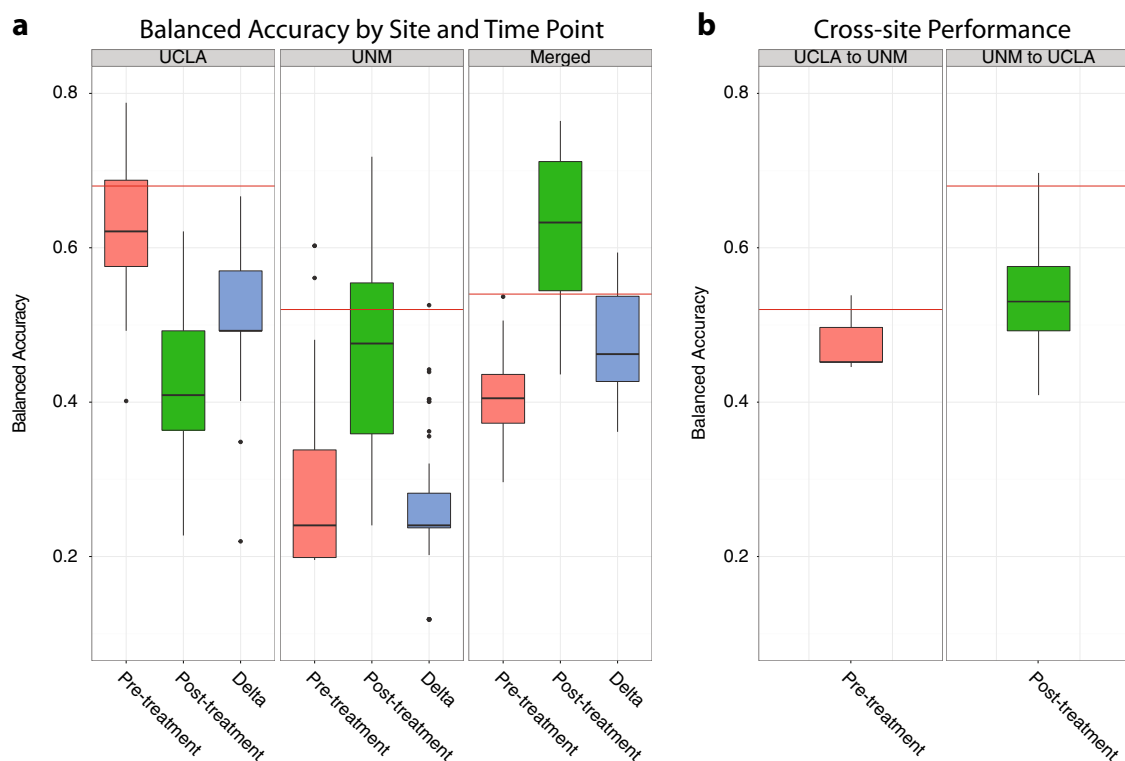 a
Balanced Accuracy by Site and Time Point
UCLA
UNM
Merged
Balanced Accuracy
0.8
0.6
0.4
0.2
Pre-treatment
Post-treatment
Delta
Pre-treatment
Post-treatment
Delta
Pre-treatment
Post-treatment
Delta
b
Cross-site Performance
UCLA to UNM
UNM to UCLA
Balanced Accuracy
0.8
0.6
0.4
0.2
Pre-treatment
Post-treatment